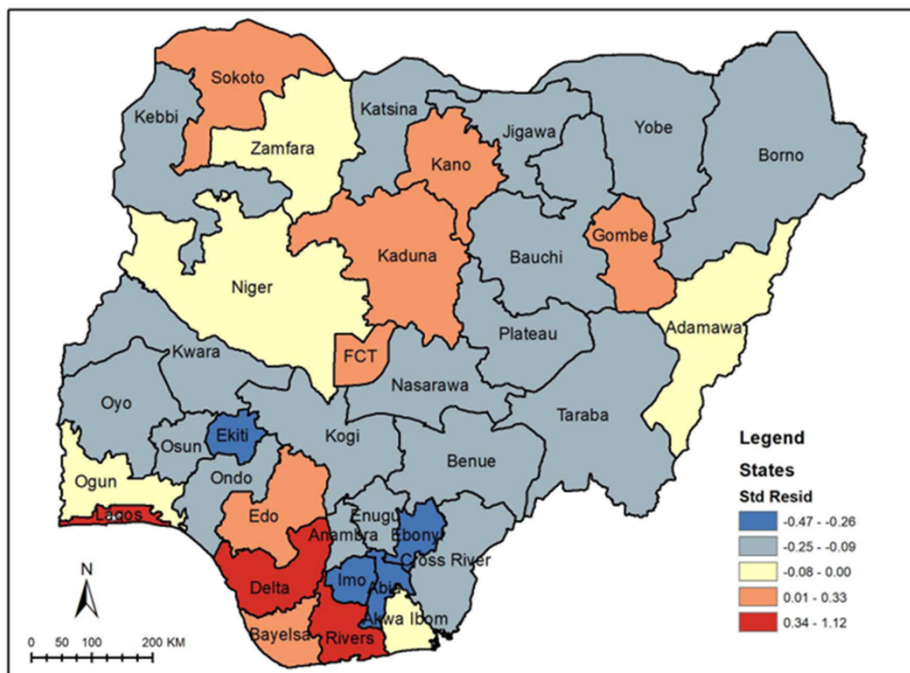 Sokoto
Kebbi
Katsina
Jigawa
Yobe
Borno
Zamfara
Kano
Gombe
Kaduna
Bauchi
Niger
Adamawa
FCT
Plateau
Kwara
Nasarawa
Oyo
Taraba
Ekiti
Kogi
Osun
Benue
Ogun
Ondo
Lagos
Edo
Enugu
Anambra
Ebonyi
Cross River
Imo
Abia
Delta
Akwa Ibom
Bayelsa
Rivers
Legend
States
Std Resid
-0.47 - -0.26
-0.25 - -0.09
-0.08 - 0.00
0.01 - 0.33
0.34 - 1.12
N
0 50 100 200 KM